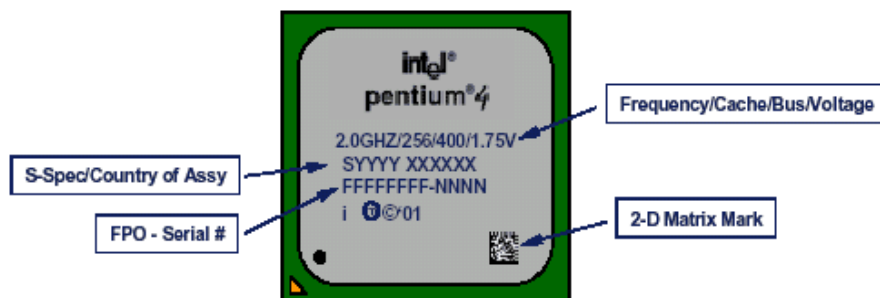 intel®
pentium®4
Frequency/Cache/Bus/Voltage
2.0GHZ/256/400/1.75V
S-Spec/Country of Assy
SYYYY XXXXXX
FFFFFFFF-NNNN
FPO - Serial #
i ©'01
2-D Matrix Mark